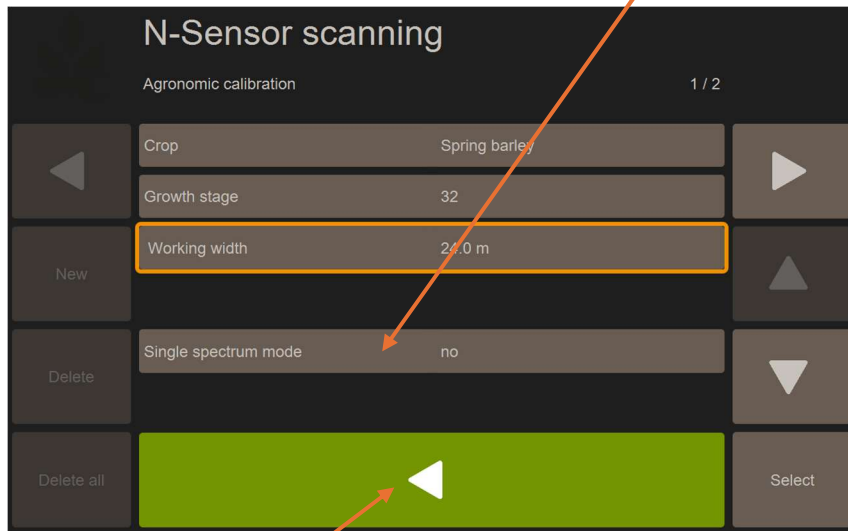 N-Sensor scanning
Agronomic calibration 1 / 2
Crop Spring barley
Growth stage 32
Working width 24.0 m
New
Single spectrum mode no
Delete
Delete all
Select